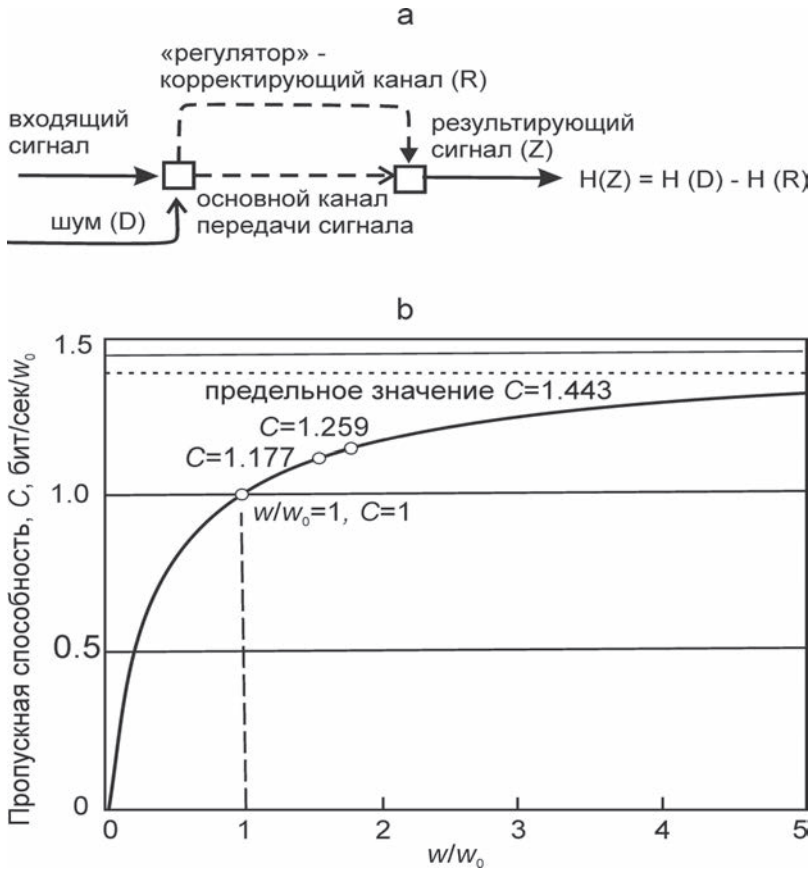 a
«регулятор» -
корректирующий канал (R)
входящий
сигнал
результирующий
сигнал (Z)
H(Z) = H (D) - H (R)
основной канал
передачи сигнала
шум (D)
b
Пропускная способность, C, бит/сек/w₀
1.5
предельное значение C=1.443
C=1.259
C=1.177
1.0
w/w₀=1, C=1
0.5
0
0 1 2 3 4 5
w/w₀